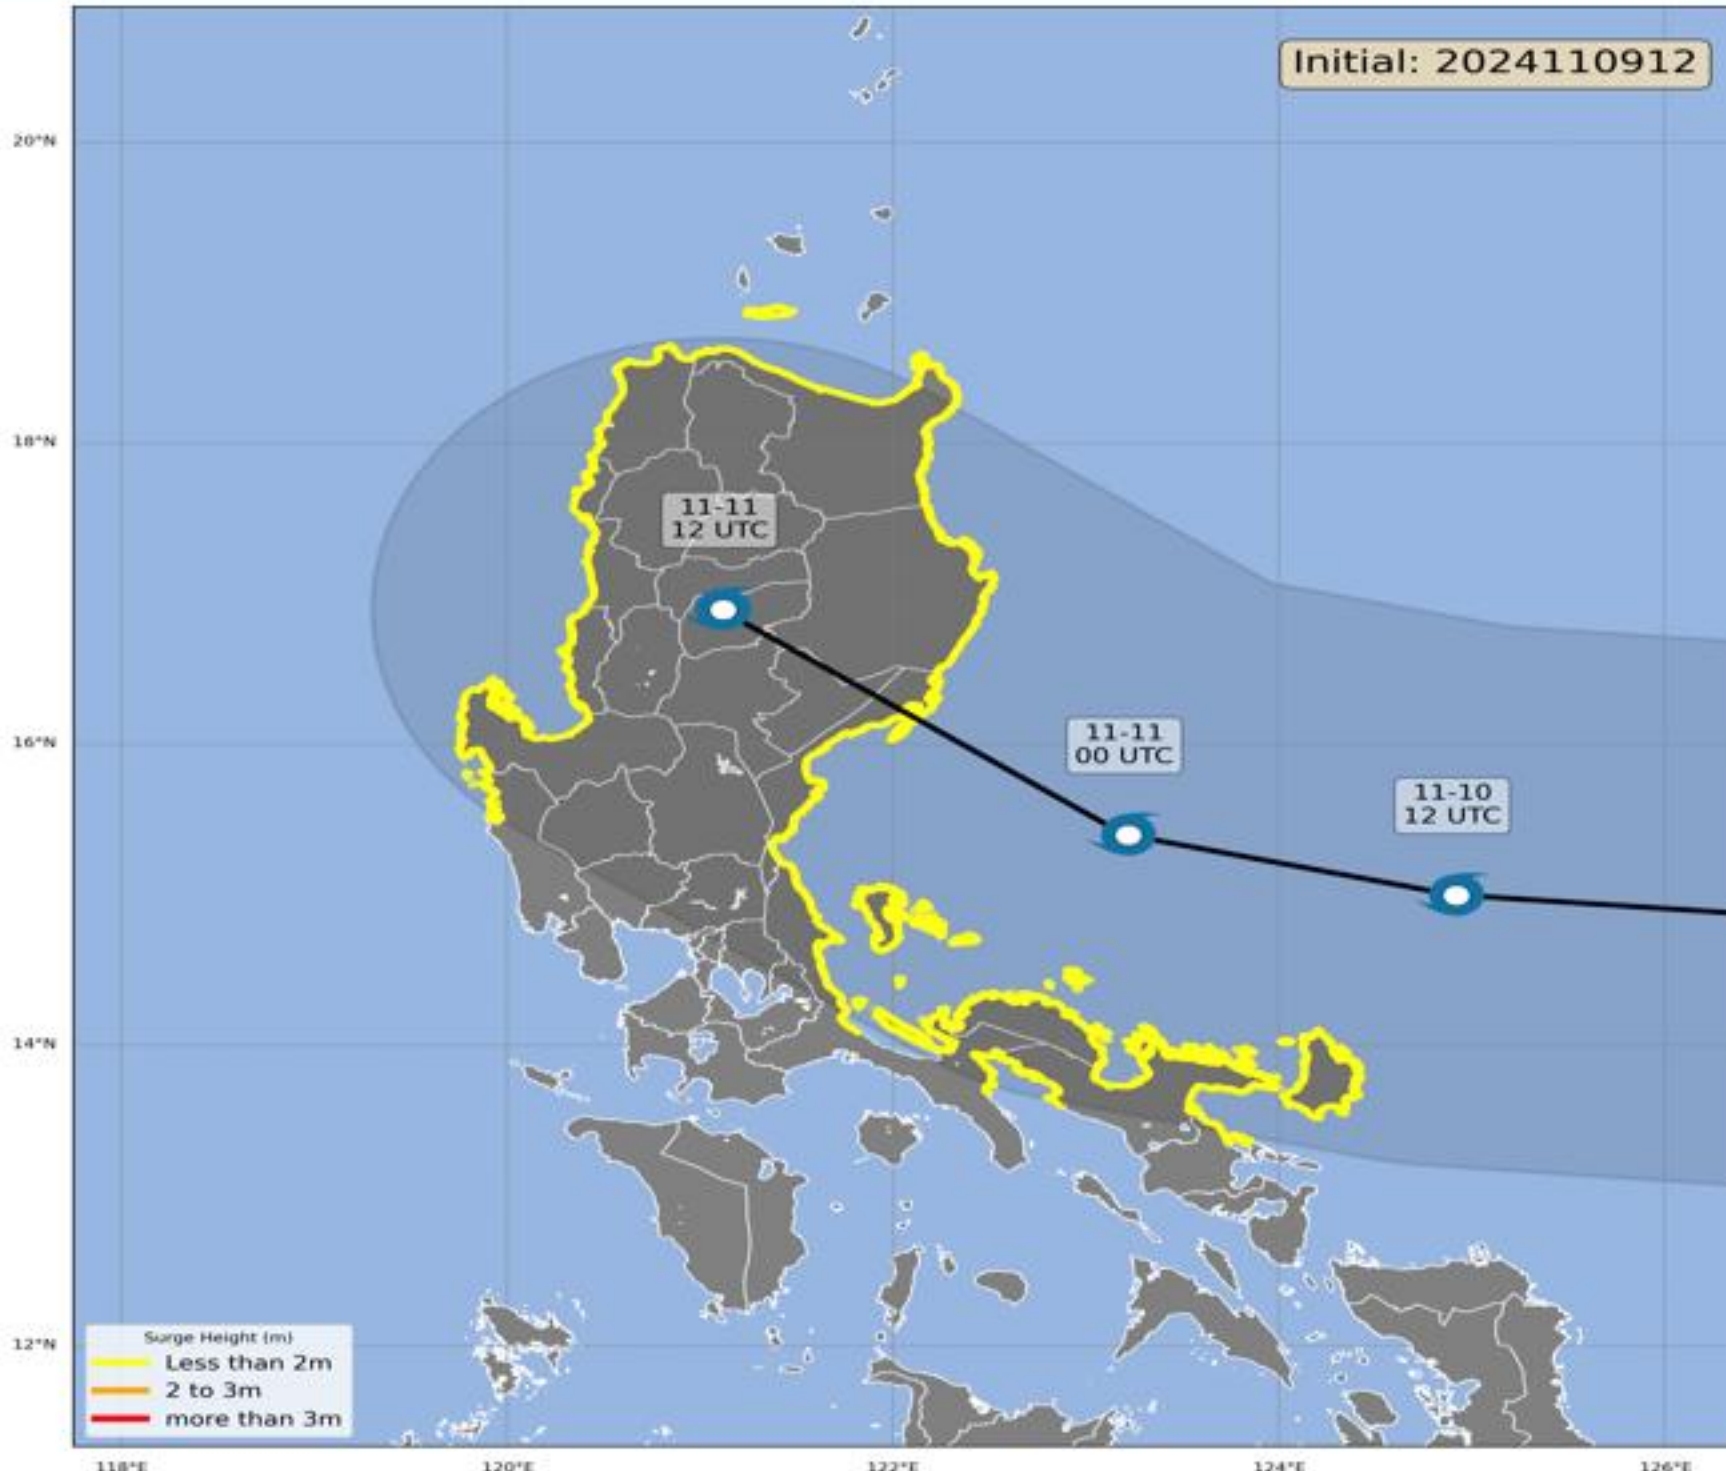 Initial: 2024110912
20°N
18°N
11-11
12 UTC
16°N
11-11
00 UTC
11-10
12 UTC
14°N
12°N
Surge Height (m)
Less than 2m
2 to 3m
more than 3m
118°E
120°E
122°E
124°E
126°E